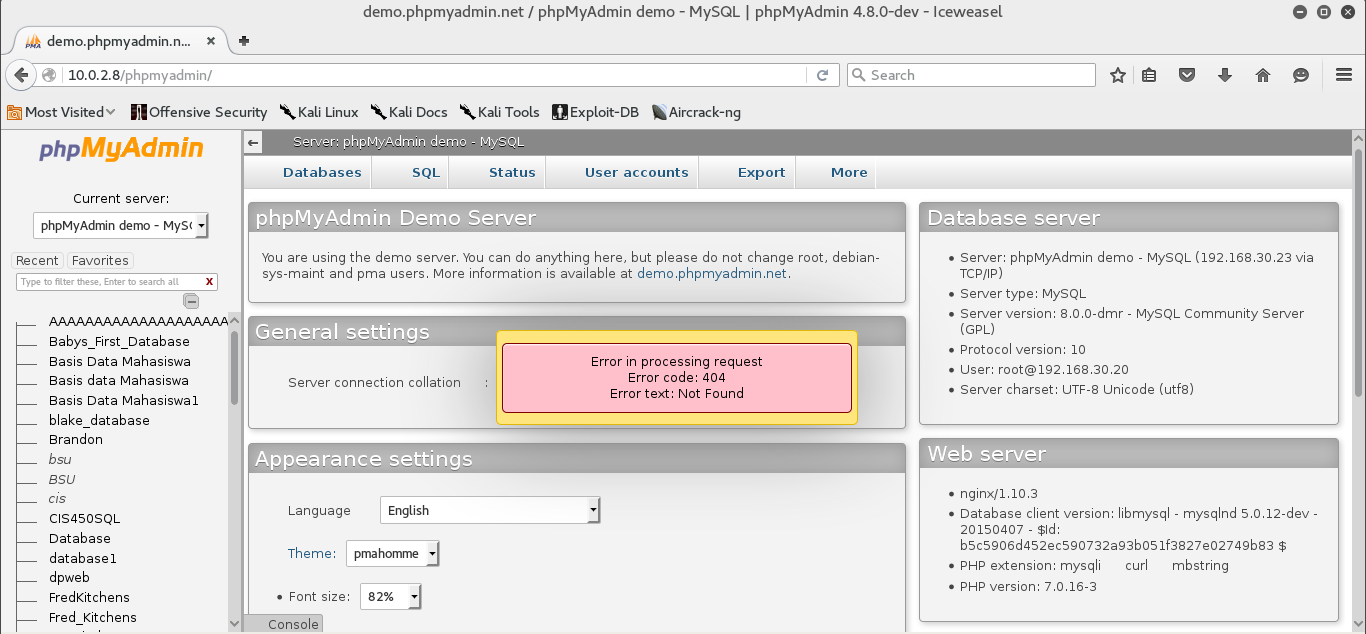 demo.phpmyadmin.net / phpMyAdmin demo - MySQL | phpMyAdmin 4.8.0-dev - Iceweasel
PMA demo.phpmyadmin.n...
10.0.2.8/phpmyadmin/
Search
Most Visited
Offensive Security
Kali Linux
Kali Docs
Kali Tools
Exploit-DB
Aircrack-ng
phpMyAdmin
Current server:
phpMyAdmin demo - MyS
Recent
Favorites
Type to filter these, Enter to search all
X
AAAAAAAAAAAAAAAAAAAA
Babys_First_Database
Basis Data Mahasiswa
Basis data Mahasiswa
Basis Data Mahasiswa1
blake_database
Brandon
bsu
BSU
cis
CIS450SQL
Database
database1
dpweb
FredKitchens
Fred_Kitchens
Server: phpMyAdmin demo - MySQL
Databases
SQL
Status
User accounts
Export
More
phpMyAdmin Demo Server
You are using the demo server. You can do anything here, but please do not change root, debian-
sys-maint and pma users. More information is available at demo.phpmyadmin.net.
General settings
Server connection collation :
Error in processing request
Error code: 404
Error text: Not Found
Appearance settings
Language
English
Theme:
pmahomme
• Font size:
82%
Console
Database server
• Server: phpMyAdmin demo - MySQL (192.168.30.23 via
TCP/IP)
• Server type: MySQL
• Server version: 8.0.0-dmr - MySQL Community Server
(GPL)
• Protocol version: 10
• User: root@192.168.30.20
• Server charset: UTF-8 Unicode (utf8)
Web server
• nginx/1.10.3
• Database client version: libmysql - mysqlnd 5.0.12-dev -
20150407 - $Id:
b5c5906d452ec590732a93b051f3827e02749b83 $
• PHP extension: mysqli curl mbstring
• PHP version: 7.0.16-3